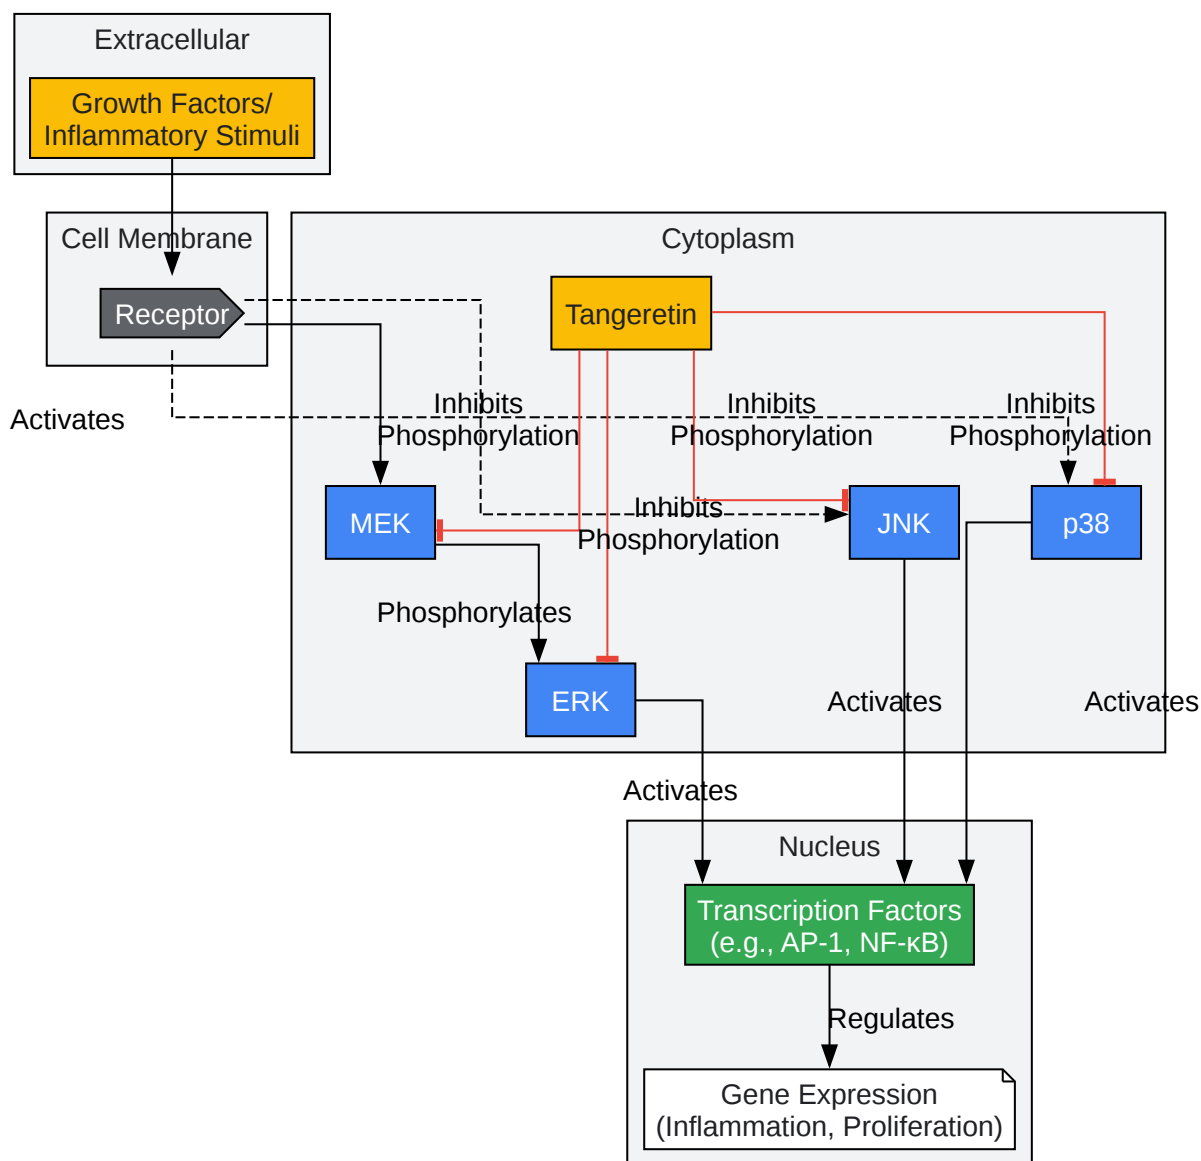 Extracellular
Growth Factors/
Inflammatory Stimuli
Cell Membrane
Cytoplasm
Receptor
Tangeretin
Activates
Inhibits
Phosphorylation
Inhibits
Phosphorylation
Inhibits
Phosphorylation
MEK
Inhibits
Phosphorylation
JNK
p38
Phosphorylates
ERK
Activates
Activates
Activates
Nucleus
Transcription Factors
(e.g., AP-1, NF-κB)
Regulates
Gene Expression
(Inflammation, Proliferation)